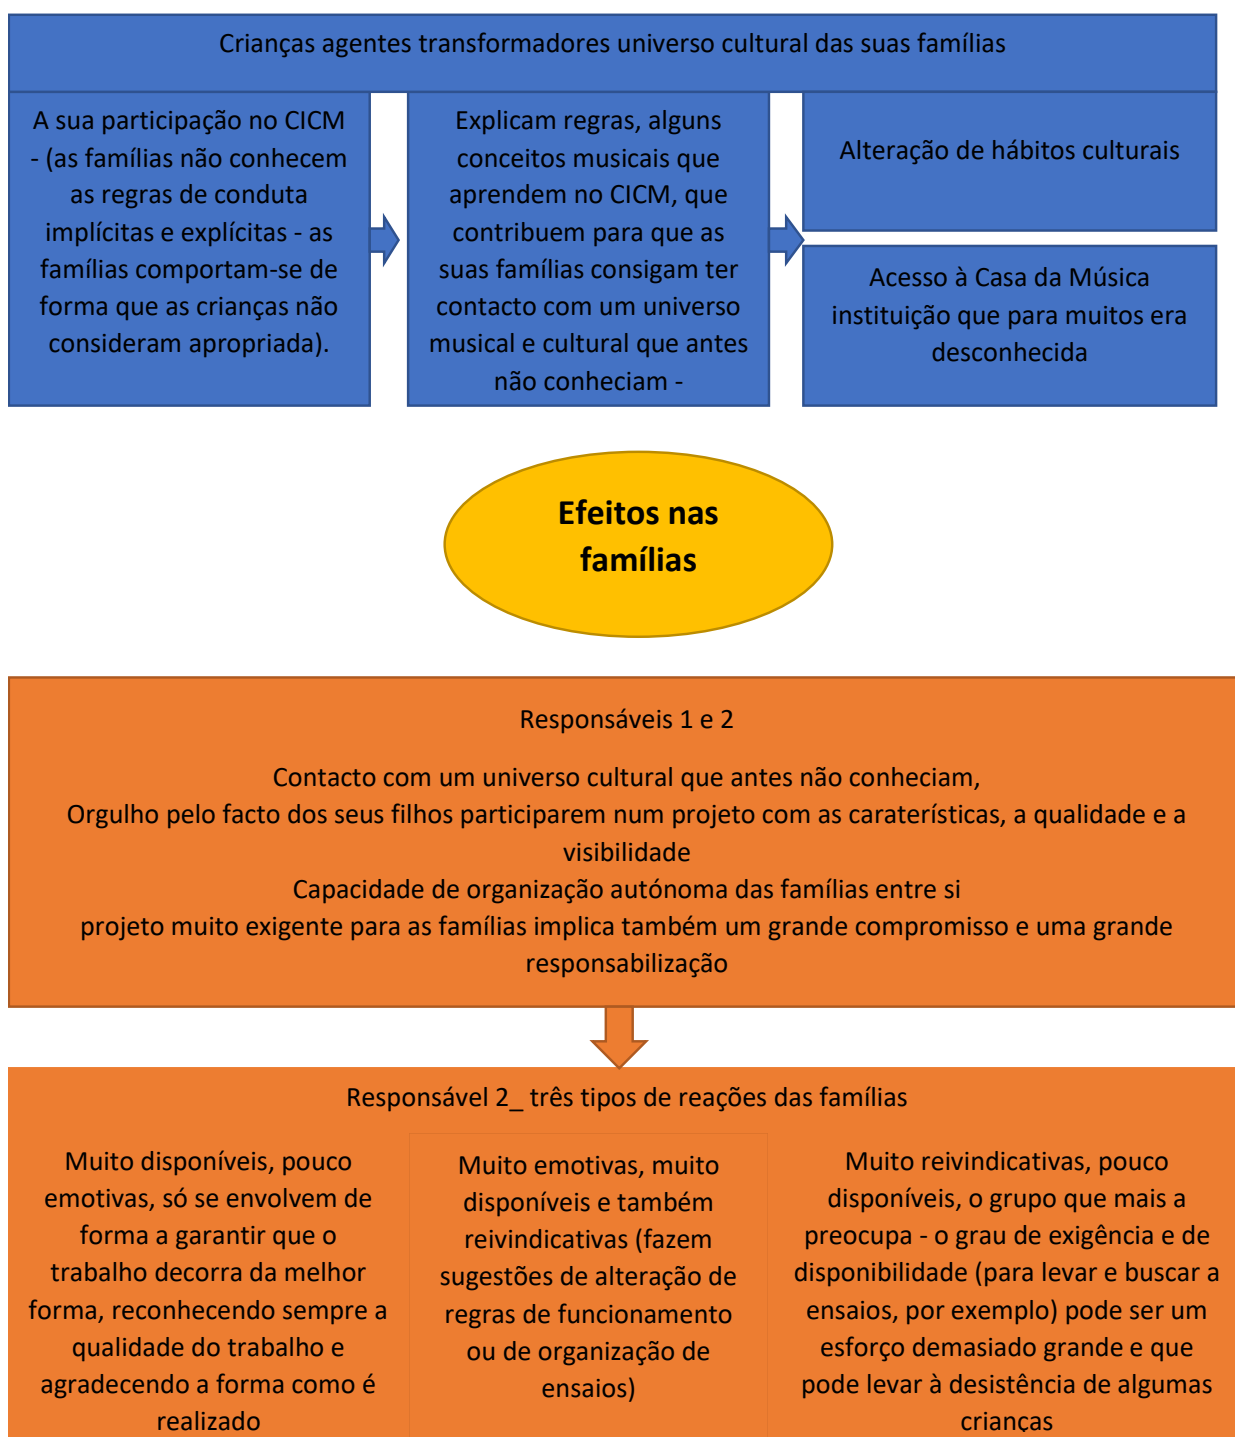 Crianças agentes transformadores universo cultural das suas famílias
A sua participação no CICM
- (as famílias não conhecem
as regras de conduta
implícitas e explícitas - as
famílias comportam-se de
forma que as crianças não
consideram apropriada).
Explicam regras, alguns
conceitos musicais que
aprendem no CICM, que
contribuem para que as
suas famílias consigam ter
contacto com um universo
musical e cultural que antes
não conheciam -
Alteração de hábitos culturais
Acesso à Casa da Música
instituição que para muitos era
desconhecida
Efeitos nas
famílias
Responsáveis 1 e 2
Contacto com um universo cultural que antes não conheciam,
Orgulho pelo facto dos seus filhos participarem num projeto com as caraterísticas, a qualidade e a
visibilidade
Capacidade de organização autónoma das famílias entre si
projeto muito exigente para as famílias implica também um grande compromisso e uma grande
responsabilização
Responsável 2_ três tipos de reações das famílias
Muito disponíveis, pouco
emotivas, só se envolvem de
forma a garantir que o
trabalho decorra da melhor
forma, reconhecendo sempre a
qualidade do trabalho e
agradecendo a forma como é
realizado
Muito emotivas, muito
disponíveis e também
reivindicativas (fazem
sugestões de alteração de
regras de funcionamento
ou de organização de
ensaios)
Muito reivindicativas, pouco
disponíveis, o grupo que mais a
preocupa - o grau de exigência e de
disponibilidade (para levar e buscar a
ensaios, por exemplo) pode ser um
esforço demasiado grande e que
pode levar à desistência de algumas
crianças